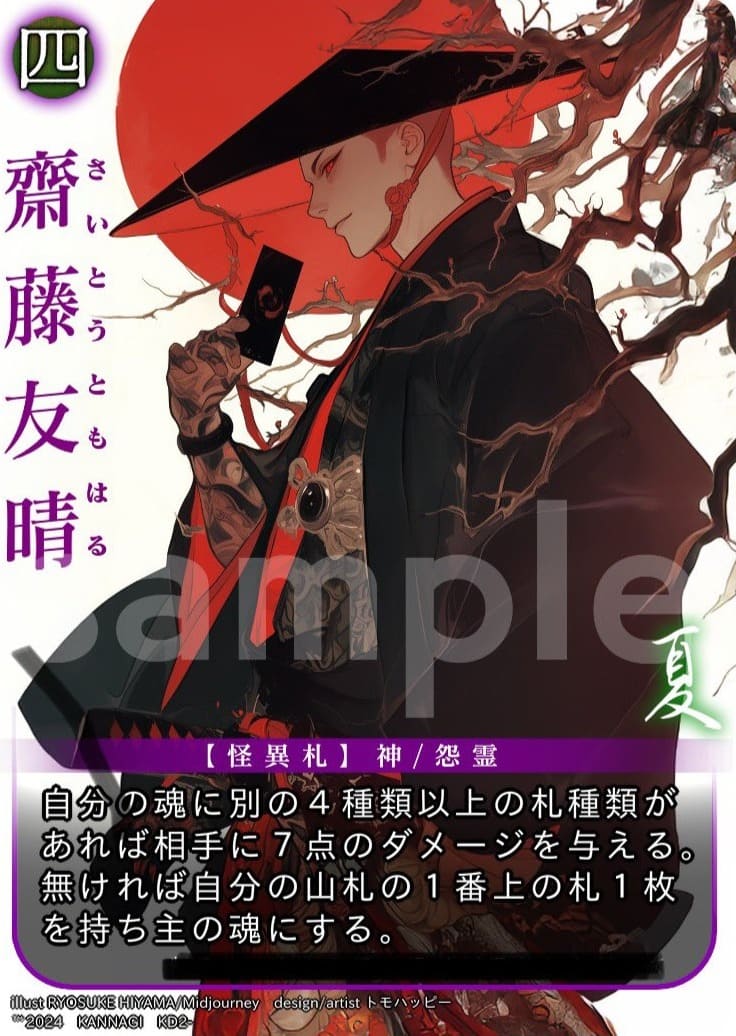 四
齋藤友晴
さいとうともはる
sample
夏
【怪異札】神/怨霊
自分の魂に別の4種類以上の札種類が
あれば相手に7点のダメージを与える。
無ければ自分の山札の1番上の札1枚
を持ち主の魂にする。
illust RYOSUKE HIYAMA/Midjourney design/artist トモハッピー
™2024 KANNAGI KD2-